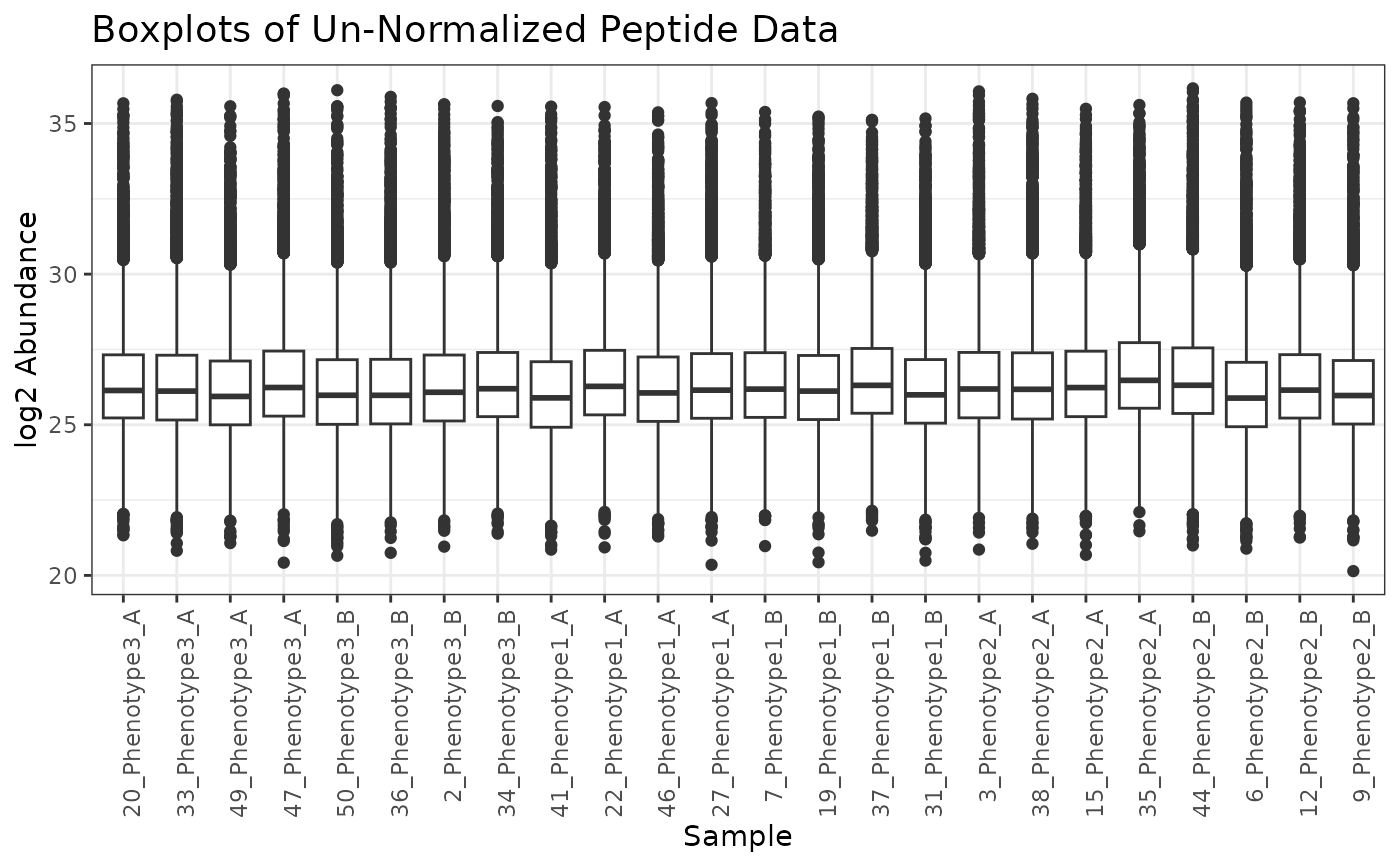 Boxplots of Un-Normalized Peptide Data
log2 Abundance
35
30
25
20
20_Phenotype3_A
33_Phenotype3_A
49_Phenotype3_A
47_Phenotype3_A
50_Phenotype3_B
36_Phenotype3_B
2_Phenotype3_B
34_Phenotype3_B
41_Phenotype1_A
22_Phenotype1_A
46_Phenotype1_A
27_Phenotype1_A
7_Phenotype1_B
19_Phenotype1_B
37_Phenotype1_B
31_Phenotype1_B
3_Phenotype2_A
38_Phenotype2_A
15_Phenotype2_A
35_Phenotype2_A
44_Phenotype2_B
6_Phenotype2_B
12_Phenotype2_B
9_Phenotype2_B
Sample